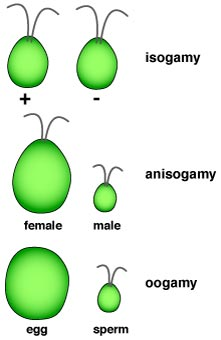 isogamy
+ -
anisogamy
female male
oogamy
egg sperm